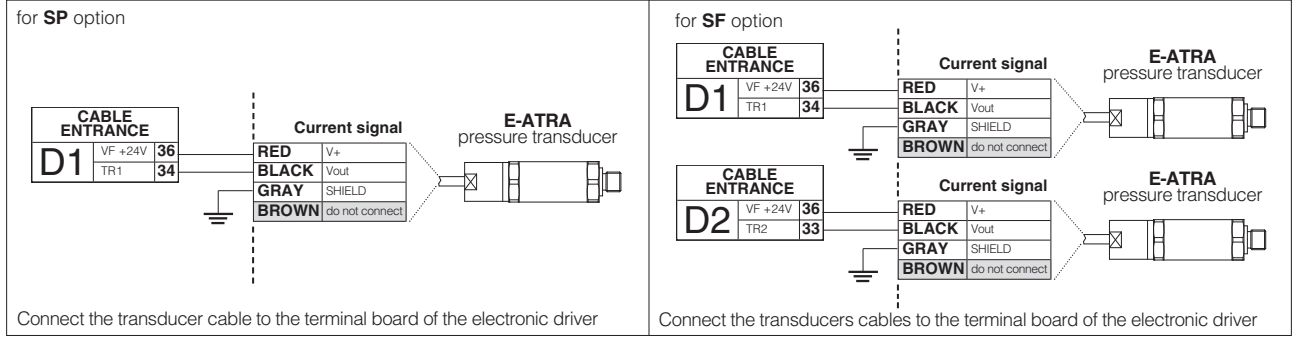 for SP option
CABLE
ENTRANCE
D1
VF +24V 36
TR1 34
Current signal
RED V+
BLACK Vout
GRAY SHIELD
BROWN do not connect
E-ATRA
pressure transducer
Connect the transducer cable to the terminal board of the electronic driver
for SF option
CABLE
ENTRANCE
D1
VF +24V 36
TR1 34
Current signal
RED V+
BLACK Vout
GRAY SHIELD
BROWN do not connect
E-ATRA
pressure transducer
CABLE
ENTRANCE
D2
VF +24V 36
TR2 33
Current signal
RED V+
BLACK Vout
GRAY SHIELD
BROWN do not connect
E-ATRA
pressure transducer
Connect the transducers cables to the terminal board of the electronic driver